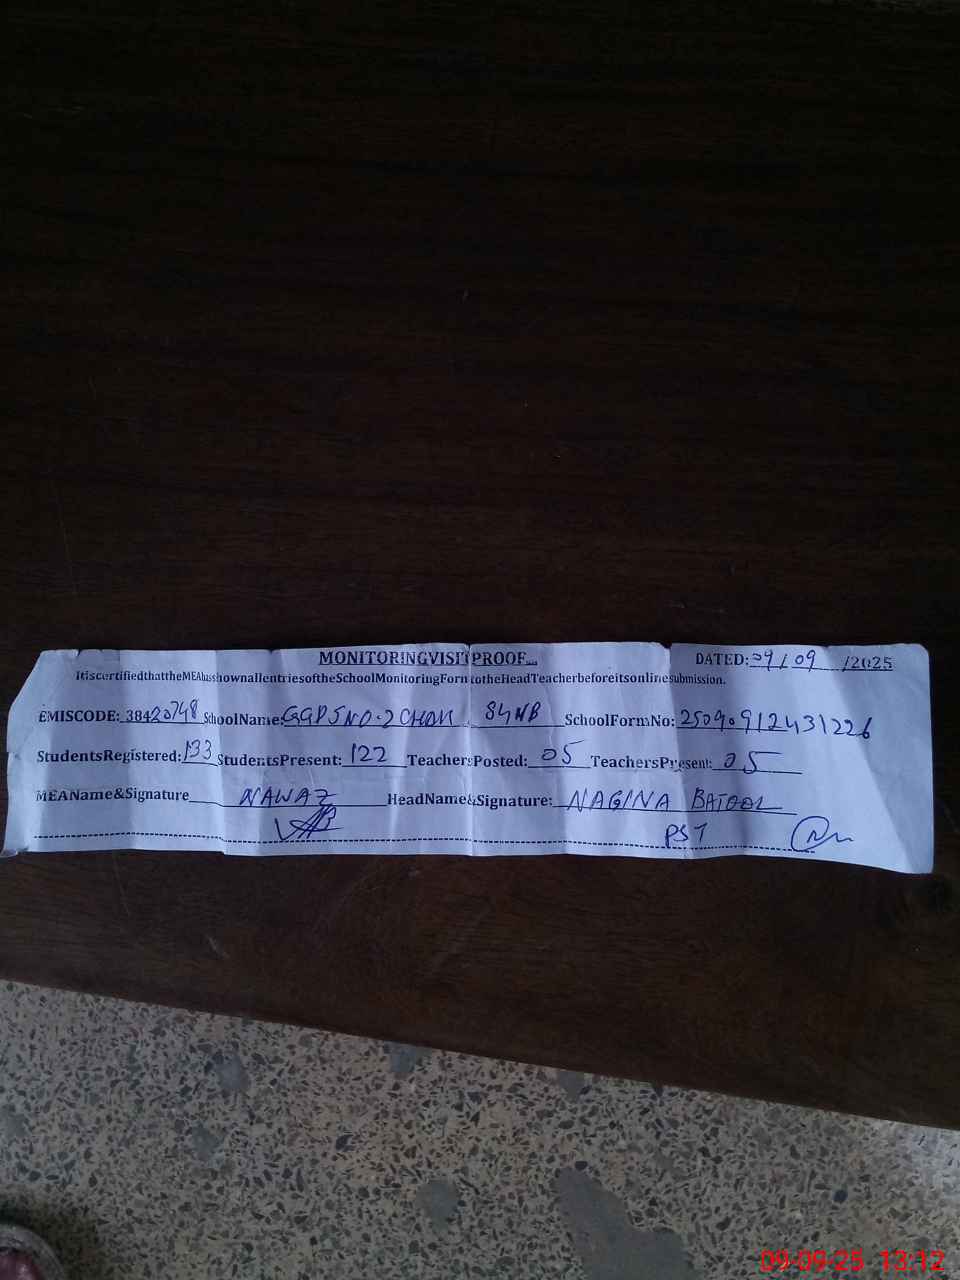 MONITORINGVISITPROOF... DATED: 09/09/2025
ItiscertifiedthattheMEAhasshownallentriesoftheSchoolMonitoringFormtotheHeadTeacherbeforeitsonlinesubmission.
EMISCODE: 38420748 SchoolName: GGPS NO.2 CHAK 84NB SchoolFormNo: 25090912431226
StudentsRegistered: 133 StudentsPresent: 122 TeachersPosted: 05 TeachersPresent: 05
MEAName&Signature NAWAZ HeadName&Signature: NAGINA BATOOL
PST
09-09-25 13:12